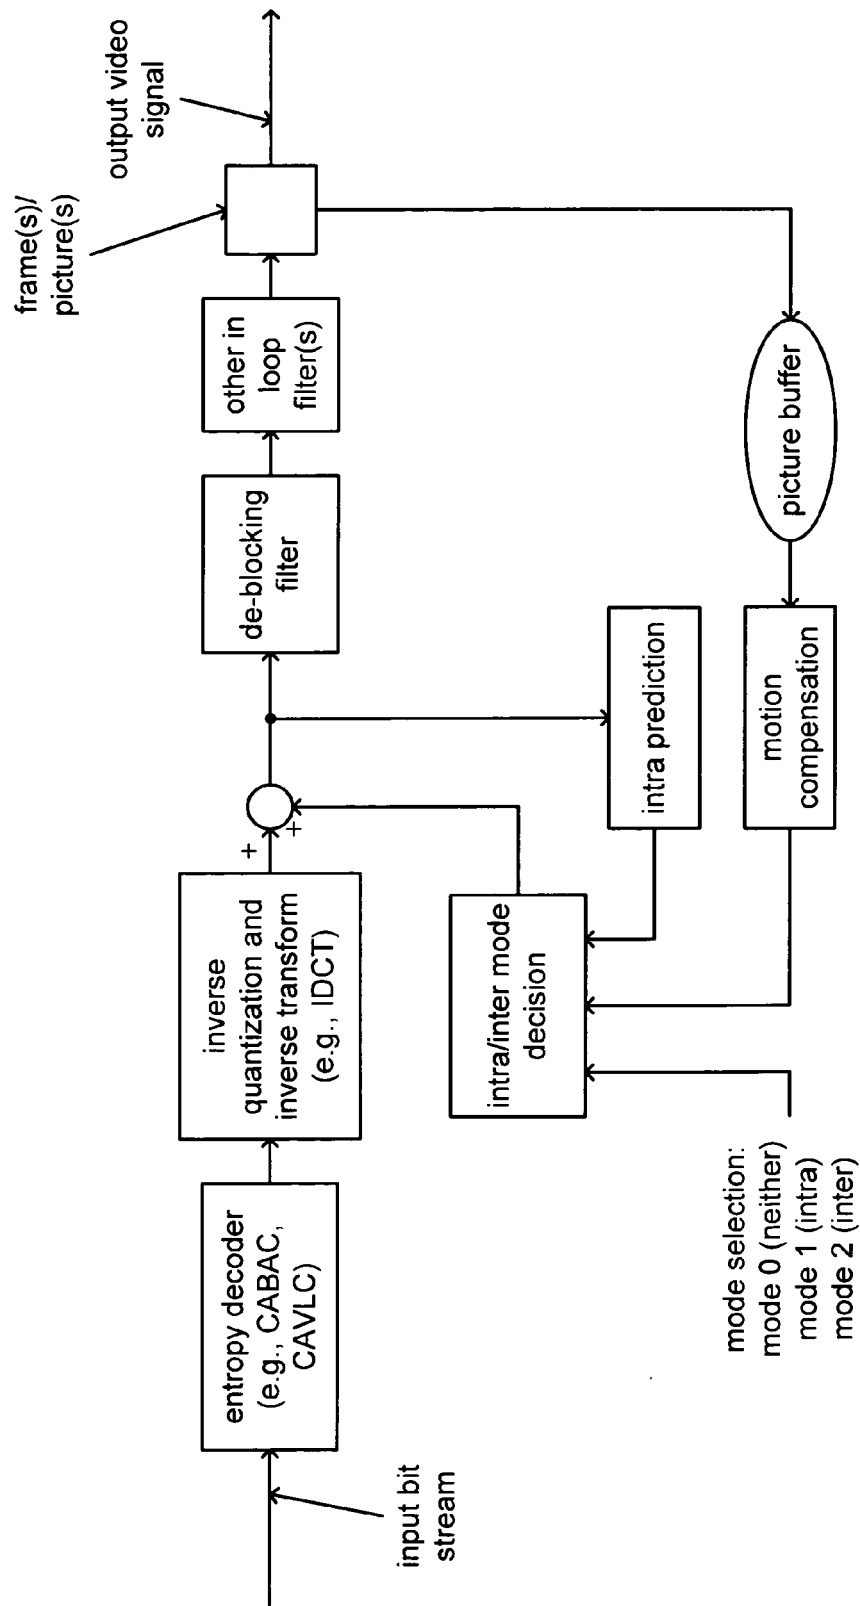 input bit
stream
entropy decoder
(e.g., CABAC,
CAVLC)
inverse
quantization and
inverse transform
(e.g., IDCT)
+
+
de-blocking
filter
other in
loop
filter(s)
frame(s)/
picture(s)
output video
signal
intra/inter mode
decision
intra prediction
mode selection:
mode 0 (neither)
mode 1 (intra)
mode 2 (inter)
motion
compensation
picture buffer